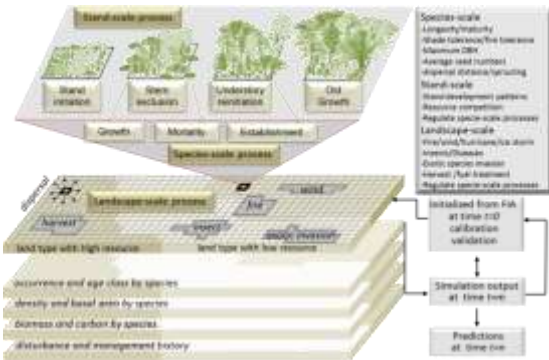 Stand-scale process
Stand
initiation
Stem
exclusion
Understory
reinitiation
Old
Growth
Growth
Mortality
Establishment
Species-scale process
dispersal
Landscape-scale process
wind
fire
harvest
insect
exotic invasion
land type with high resource
land type with low resource
occurrence and age class by species
density and basal area by species
biomass and carbon by species
disturbance and management history
Species-scale
-Longevity/maturity
-Shade tolerance/fire tolerance
-Maximum DBH
-Average seed number
-Dispersal distance/sprouting
Stand-scale
-Stand development patterns
-Resource competition
-Regulate specie-scale processes
Landscape-scale
-Fire/wind/hurricane/ice storm
-Insects/Diseases
-Exotic species invasion
-Harvest /fuel treatment
-Regulate specie-scale processes
Initialized from FIA
at time t=0
calibration
validation
Simulation output
at time t=n
Predictions
at time t=n